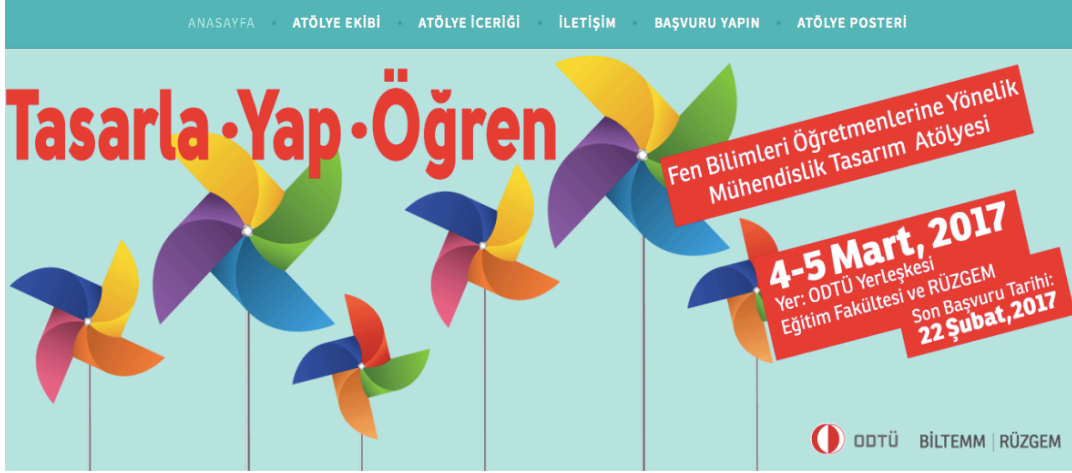 ANASAYFA • ATÖLYE EKİBİ • ATÖLYE İCERİĞİ • İLETİŞİM • BAŞVURU YAPIN • ATÖLYE POSTERİ
Tasarla •Yap •Öğren
Fen Bilimleri Öğretmenlerine Yönelik
Mühendislik Tasarım Atölyesi
4-5 Mart, 2017
Yer: ODTÜ Yerleşkesi
Eğitim Fakültesi ve RÜZGEM
Son Başvuru Tarihi:
22 Şubat,2017
ODTÜ BİLTEMM | RÜZGEM